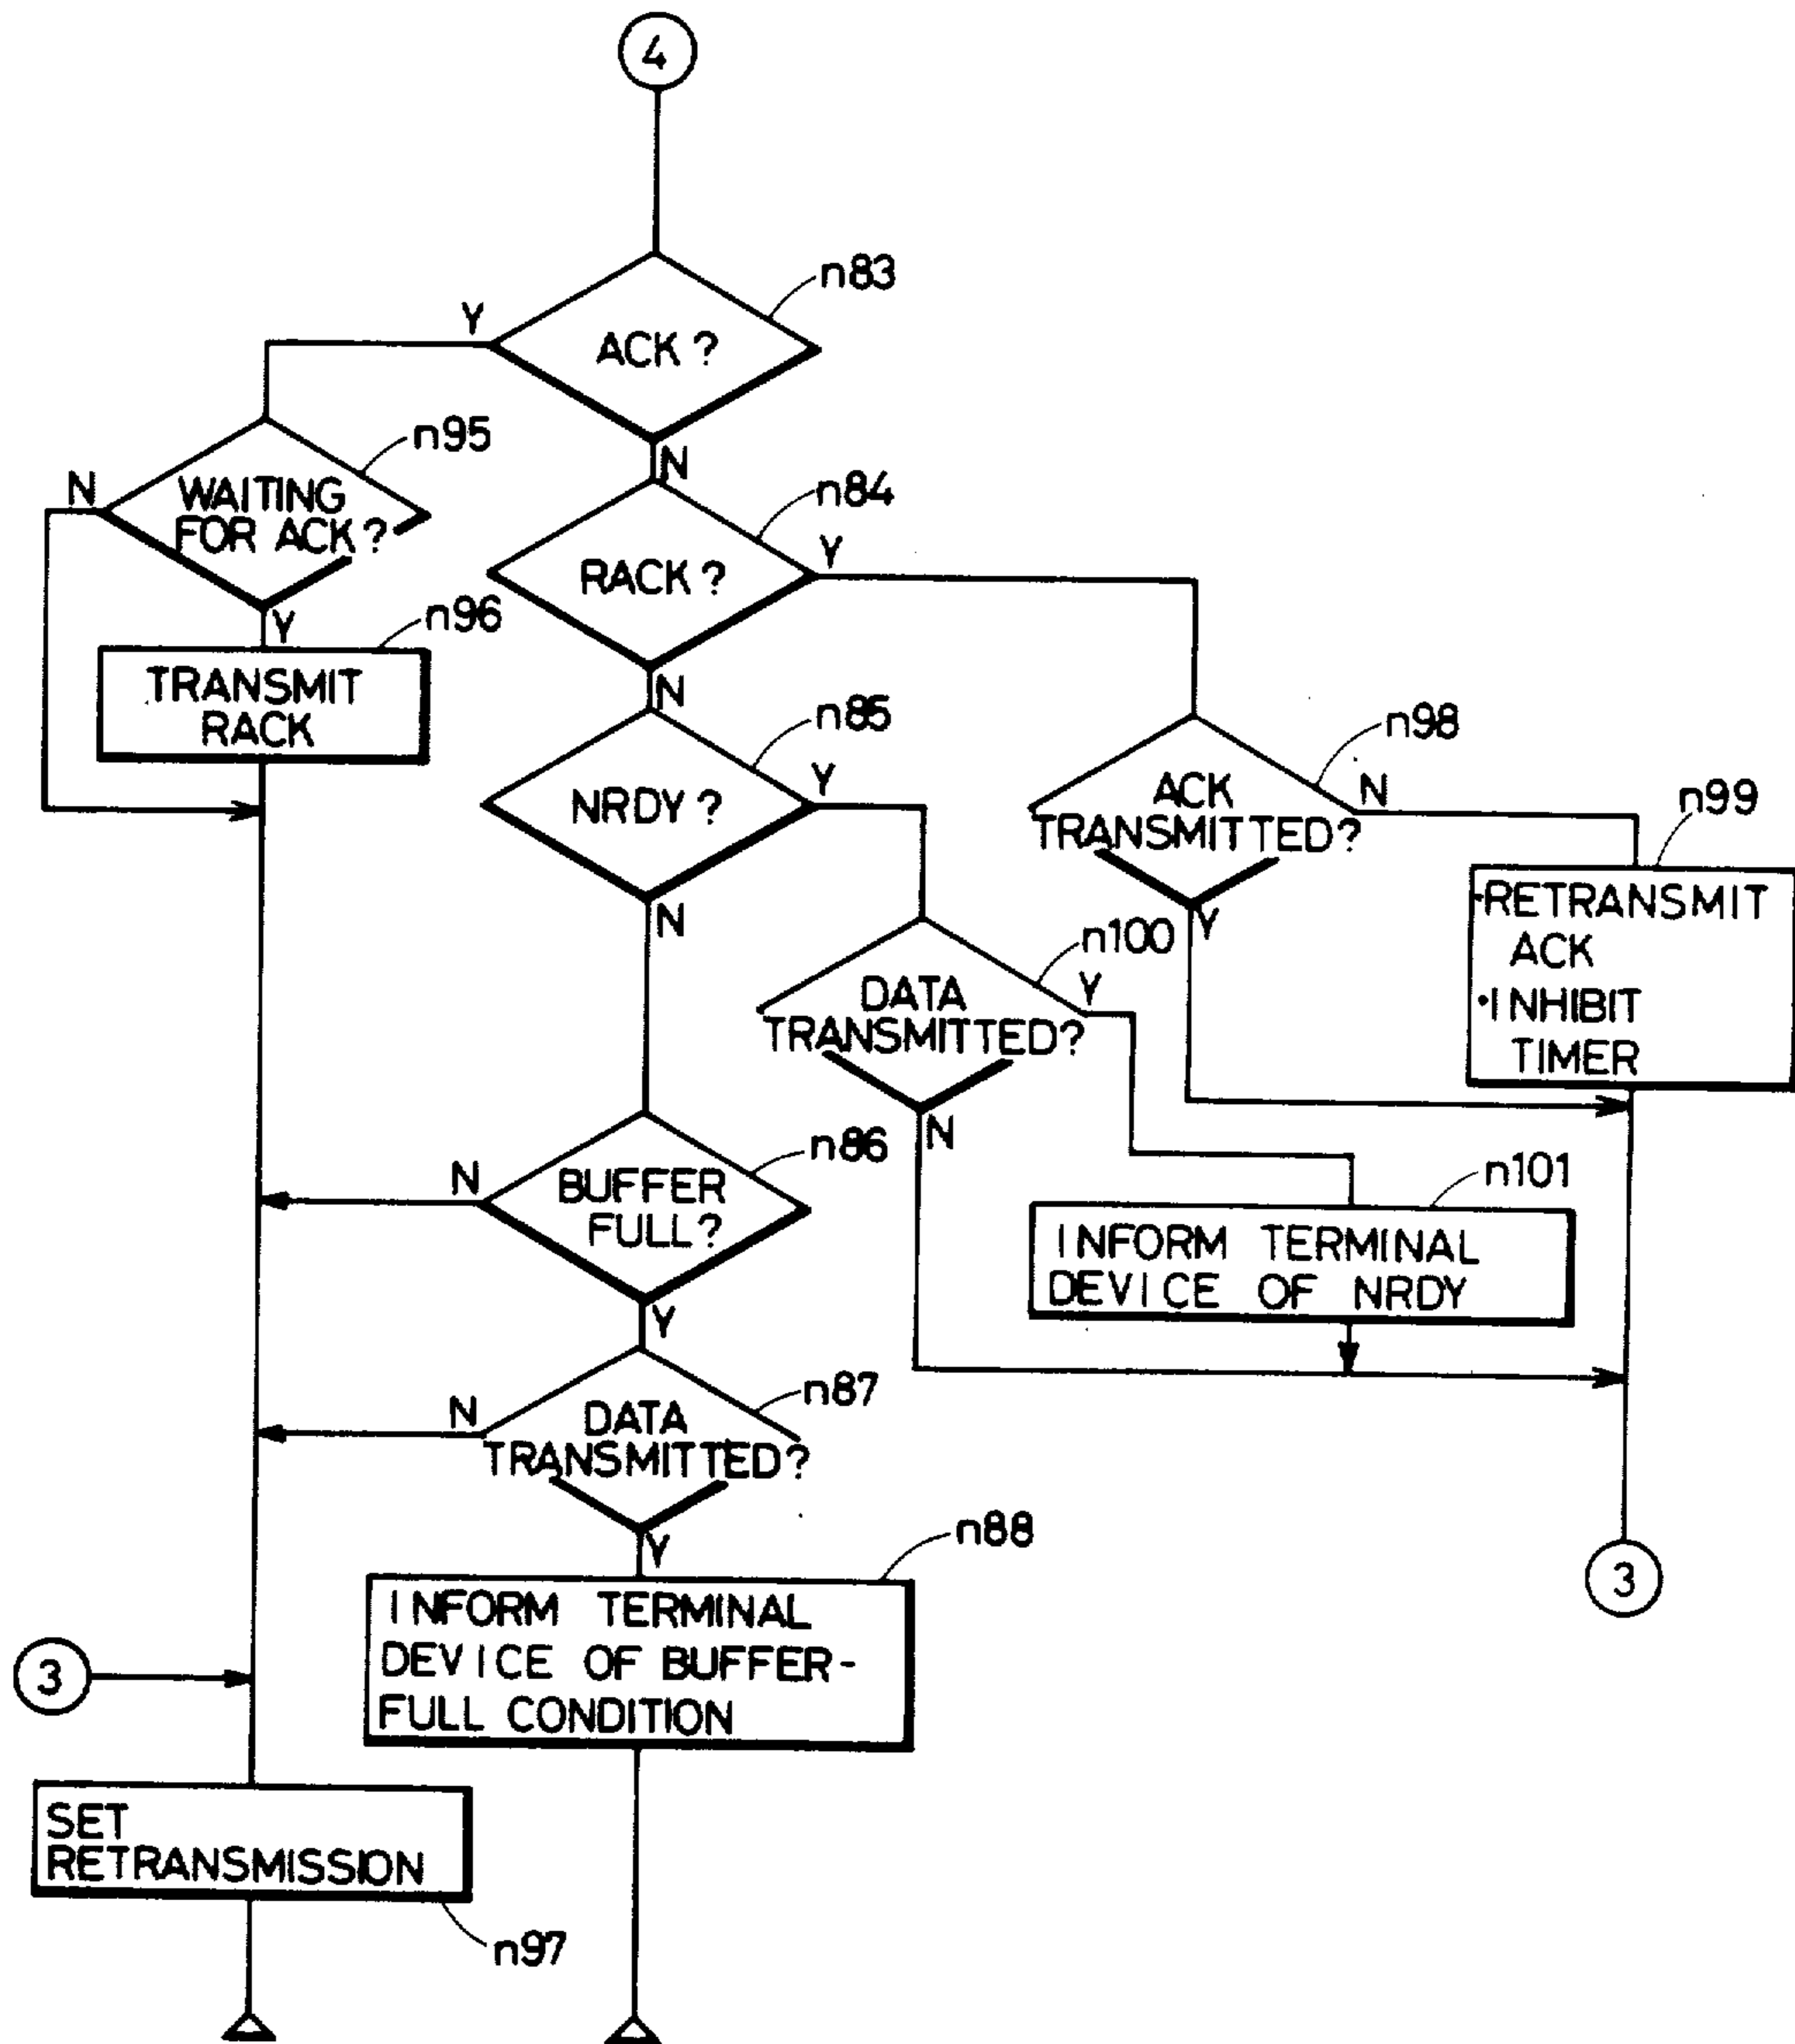 4
n83
Y
ACK ?
N
n95
N
WAITING
FOR ACK ?
Y
n84
Y
RACK ?
N
n96
TRANSMIT
RACK
n85
Y
NRDY ?
N
n98
N
ACK
TRANSMITTED?
Y
n99
·RETRANSMIT
ACK
·INHIBIT
TIMER
n100
Y
DATA
TRANSMITTED?
N
n86
N
BUFFER
FULL?
Y
n101
INFORM TERMINAL
DEVICE OF NRDY
n87
N
DATA
TRANSMITTED?
Y
n88
INFORM TERMINAL
DEVICE OF BUFFER-
FULL CONDITION
3
3
SET
RETRANSMISSION
n97